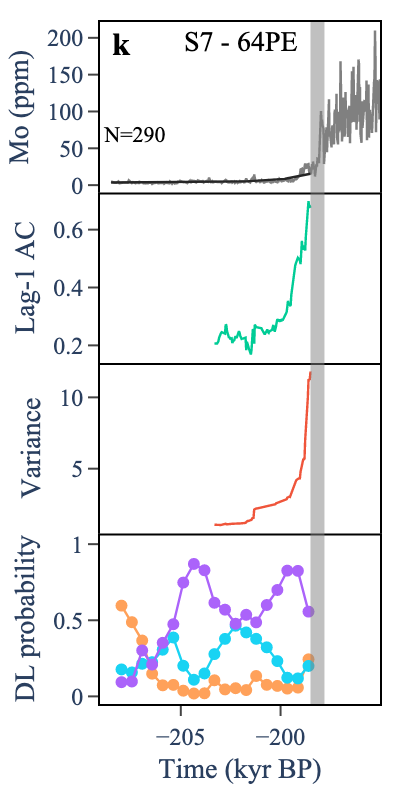 k
S7 - 64PE
Mo (ppm)
200
150
100
50
0
N=290
Lag-1 AC
0.6
0.4
0.2
Variance
10
5
DL probability
1
0.5
0
−205
−200
Time (kyr BP)